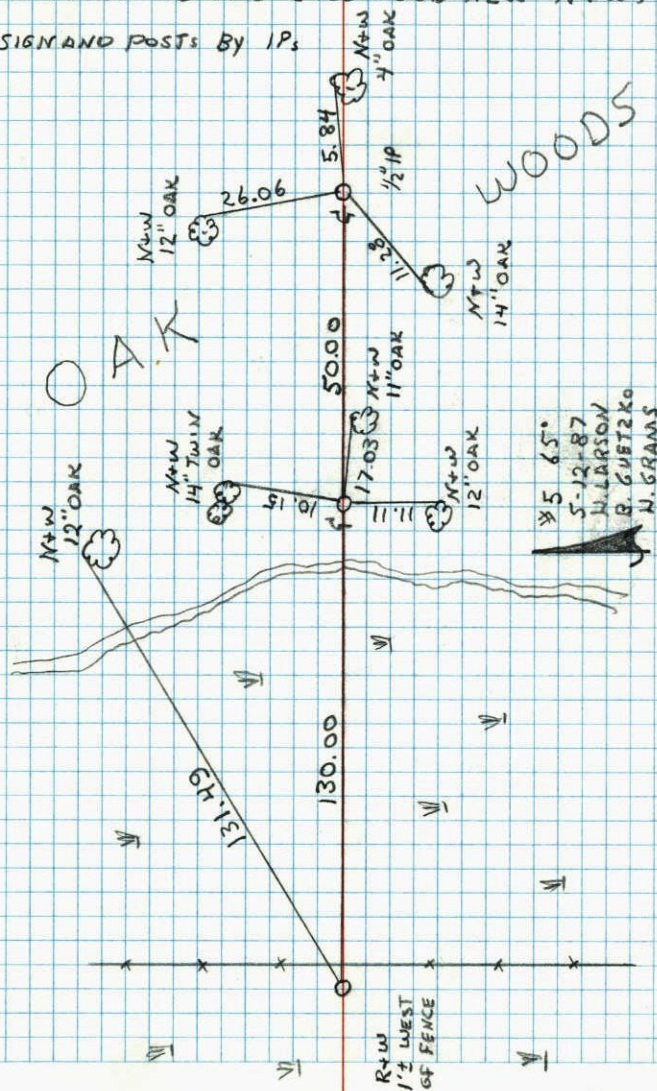 SIGN AND POSTS BY IPs
N+W
4" OAK
5.84
1/2" IP
26.06
N+W
12" OAK
11.28
N+W
14" OAK
WOODS
OAK
50.00
N+W
11" OAK
17.03
N+W
14" TWIN
OAK
10.15
11.11
N+W
12" OAK
N+W
12" OAK
131.49
130.00
#5 65°
5-12-87
W. LARSON
B. GUETZKO
W. GRAMS
R+W
1'± WEST
OF FENCE